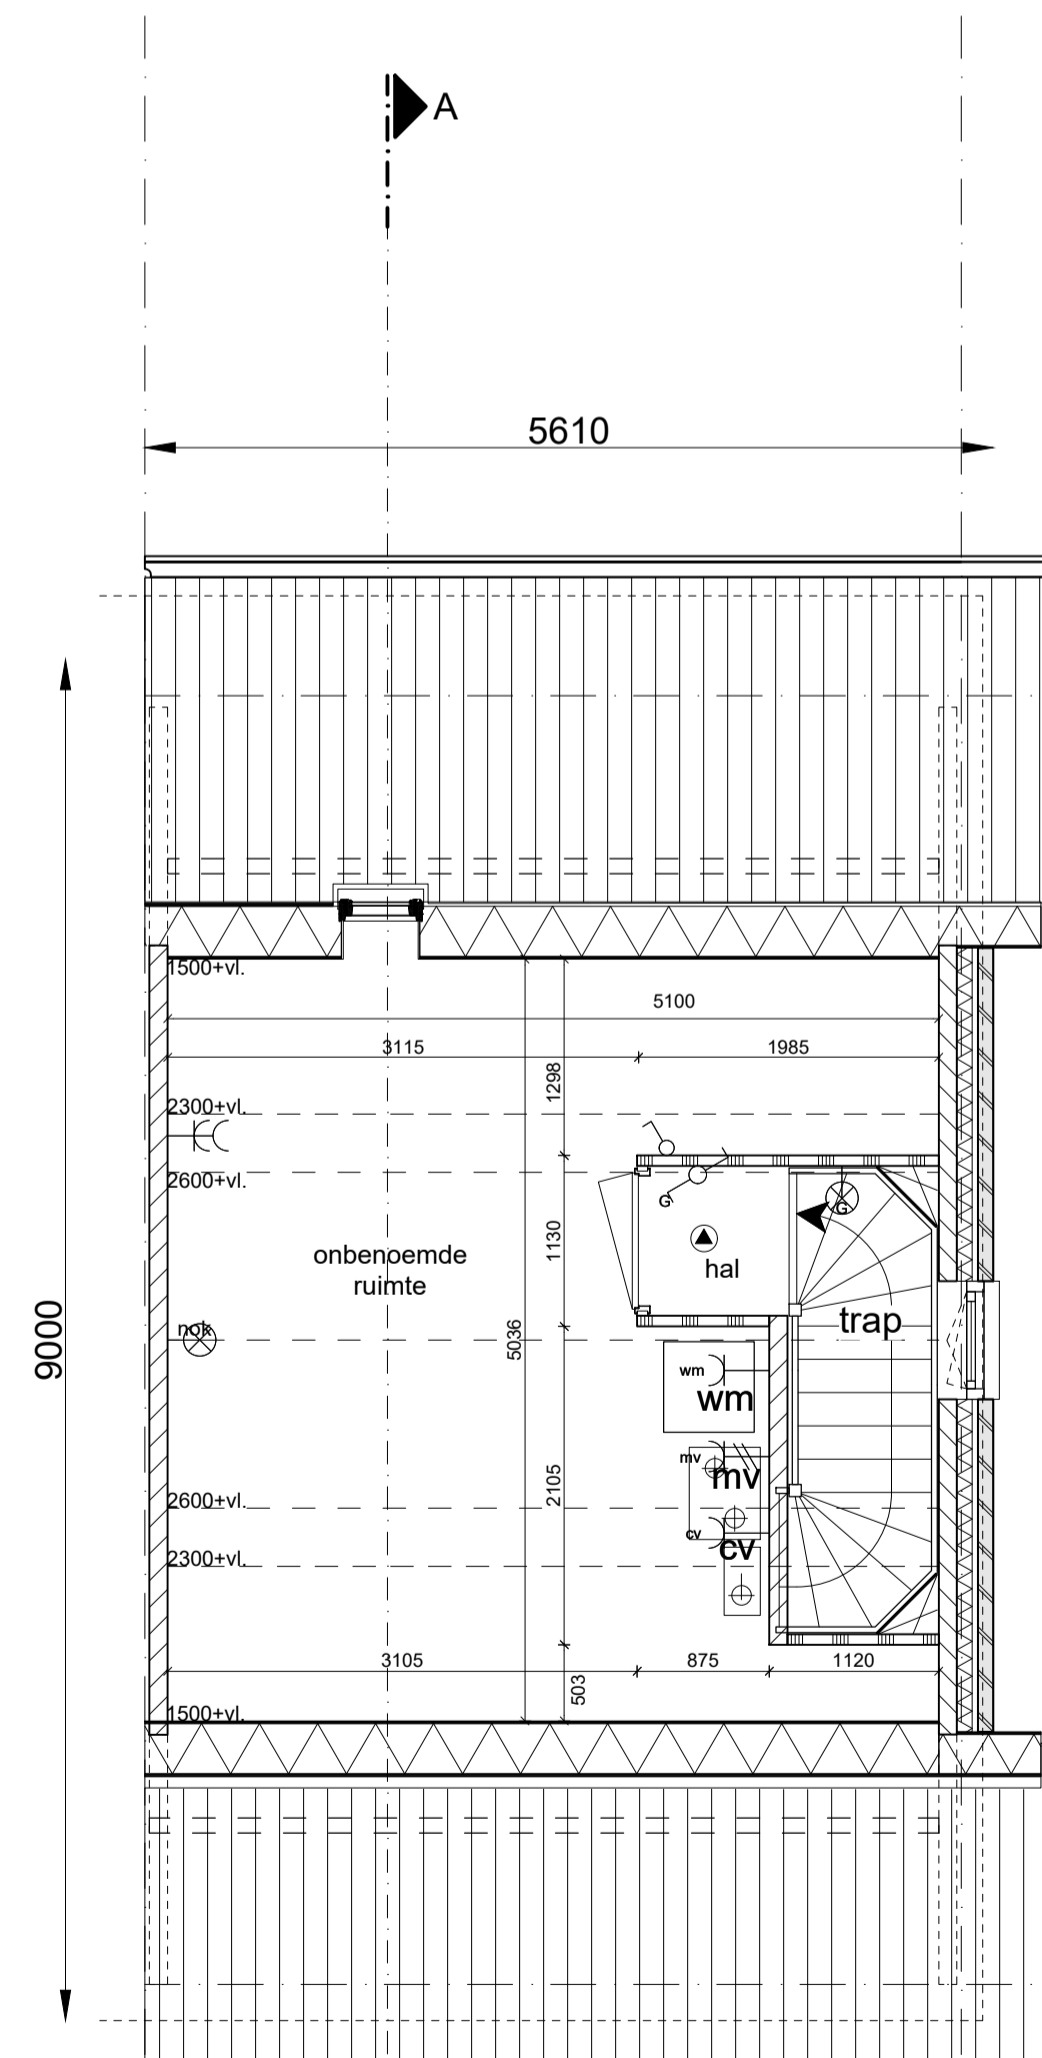 A
5610
9000
1500+vl.
5100
3115
1985
1298
2300+vl.
2600+vl.
G
G
1130
onbenoemde
ruimte
hal
trap
nok
5036
wm
wm
mv
mv
2105
2600+vl.
cv
cv
2300+vl.
3105
875
1120
503
1500+vl.